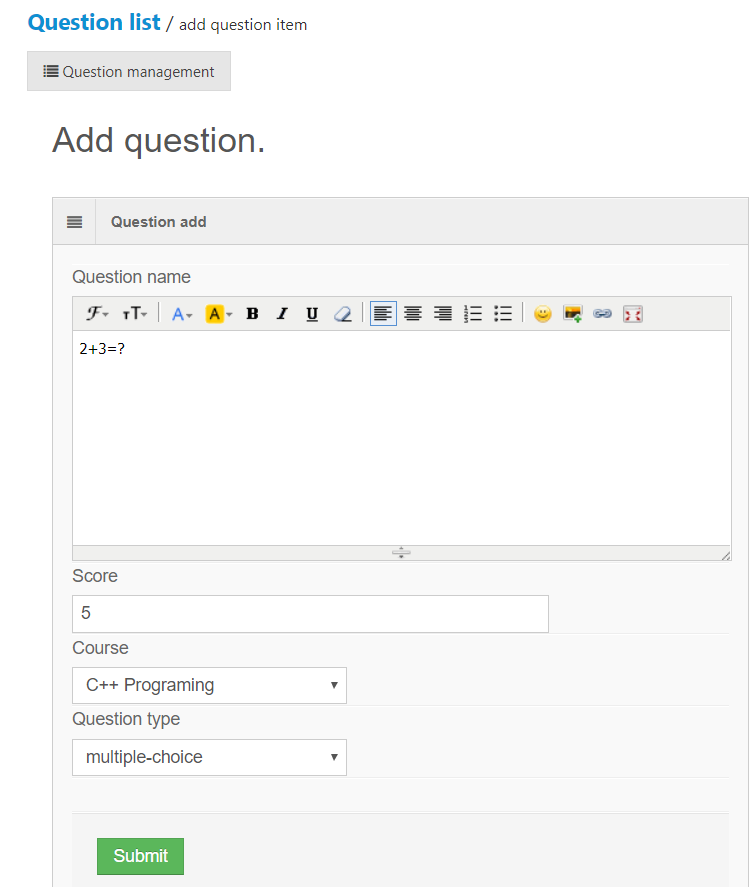 Question list / add question item
Question management
Add question.
Question add
Question name
F TT A A B I U
2+3=?
Score
5
Course
C++ Programing
Question type
multiple-choice
Submit